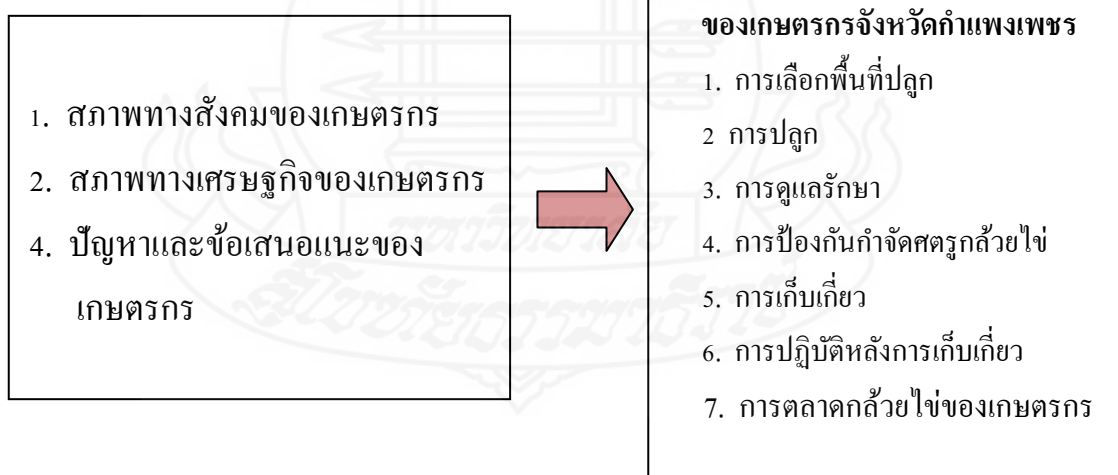 1. สภาพทางสังคมของเกษตรกร
2. สภาพทางเศรษฐกิจของเกษตรกร
4. ปัญหาและข้อเสนอแนะของ
เกษตรกร
ของเกษตรกรจังหวัดกำแพงเพชร
1. การเลือกพื้นที่ปลูก
2 การปลูก
3. การดูแลรักษา
4. การป้องกันกำจัดศตรูกล้วยไข่
5. การเก็บเกี่ยว
6. การปฏิบัติหลังการเก็บเกี่ยว
7. การตลาดกล้วยไข่ของเกษตรกร